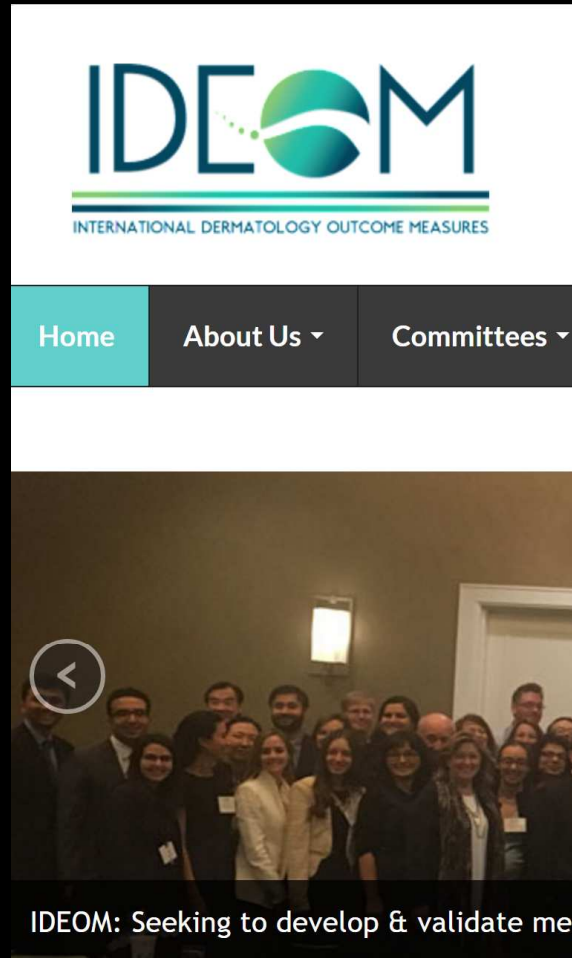 IDEOM
INTERNATIONAL DERMATOLOGY OUTCOME MEASURES
Home About Us Committees
IDEOM: Seeking to develop & validate me